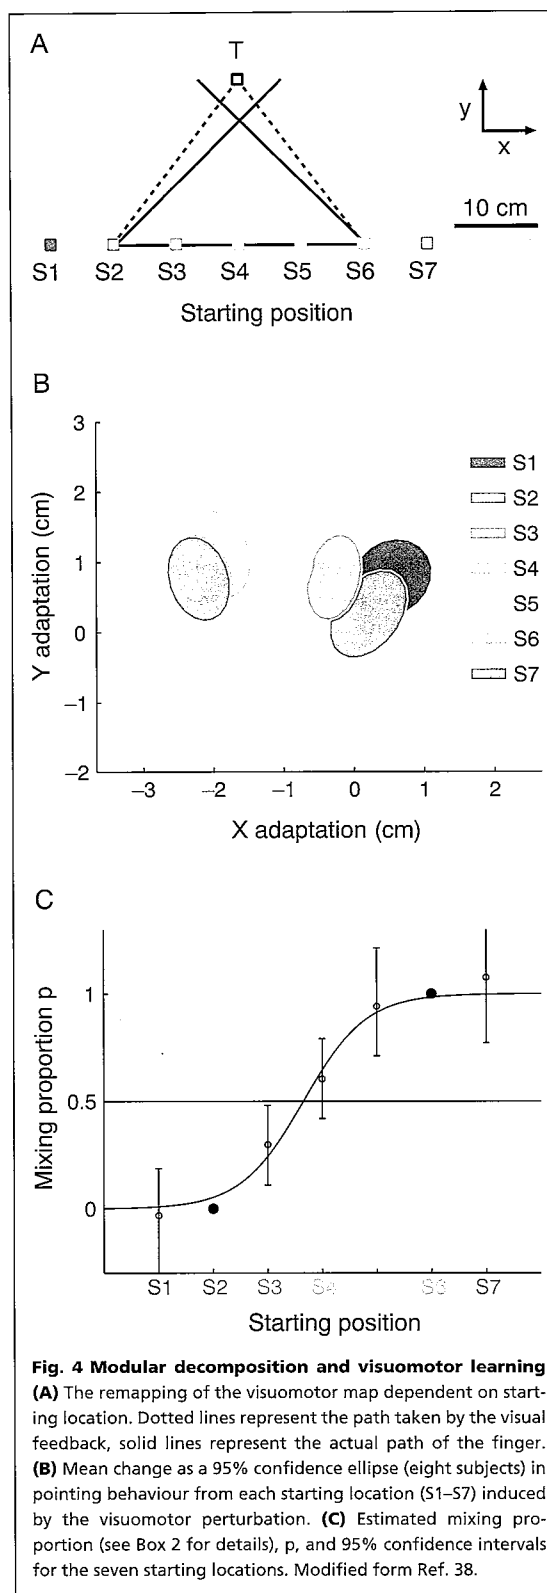 A
T
y
x
10 cm
S1 S2 S3 S4 S5 S6 S7
Starting position
B
3
2
1
0
−1
−2
Y adaptation (cm)
−3 −2 −1 0 1 2
X adaptation (cm)
S1
S2
S3
S4
S5
S6
S7
C
1
0.5
0
Mixing proportion p
S1 S2 S3 S4 S6 S7
Starting position
Fig. 4 Modular decomposition and visuomotor learning
(A) The remapping of the visuomotor map dependent on start-
ing location. Dotted lines represent the path taken by the visual
feedback, solid lines represent the actual path of the finger.
(B) Mean change as a 95% confidence ellipse (eight subjects) in
pointing behaviour from each starting location (S1–S7) induced
by the visuomotor perturbation. (C) Estimated mixing pro-
portion (see Box 2 for details), p, and 95% confidence intervals
for the seven starting locations. Modified form Ref. 38.